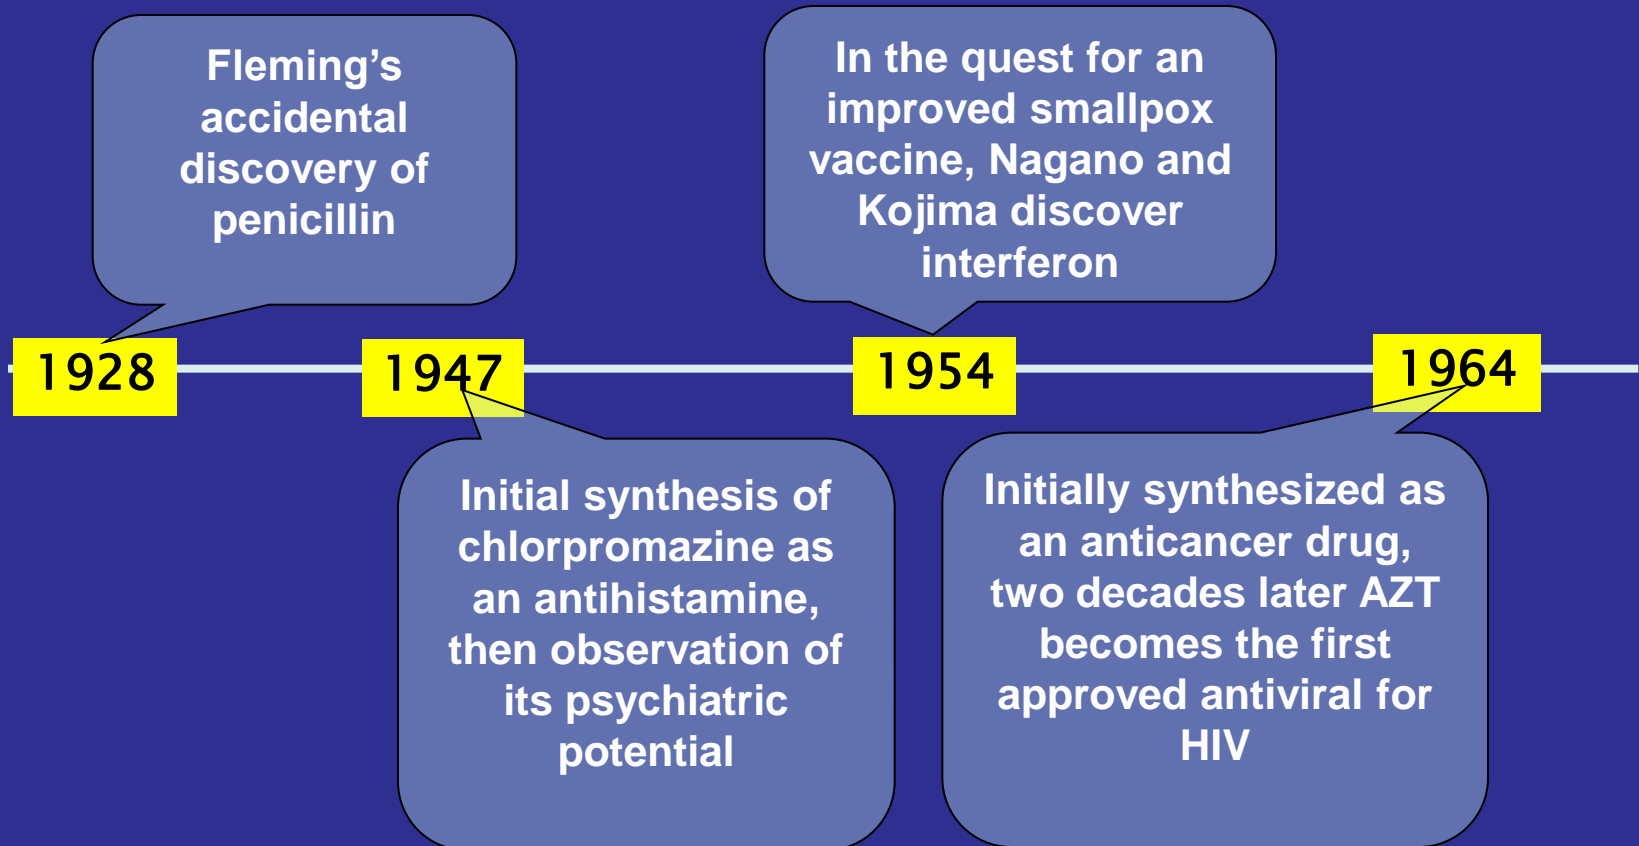 Fleming’s
accidental
discovery of
penicillin
In the quest for an
improved smallpox
vaccine, Nagano and
Kojima discover
interferon
1928
1947
1954
1964
Initial synthesis of
chlorpromazine as
an antihistamine,
then observation of
its psychiatric
potential
Initially synthesized as
an anticancer drug,
two decades later AZT
becomes the first
approved antiviral for
HIV